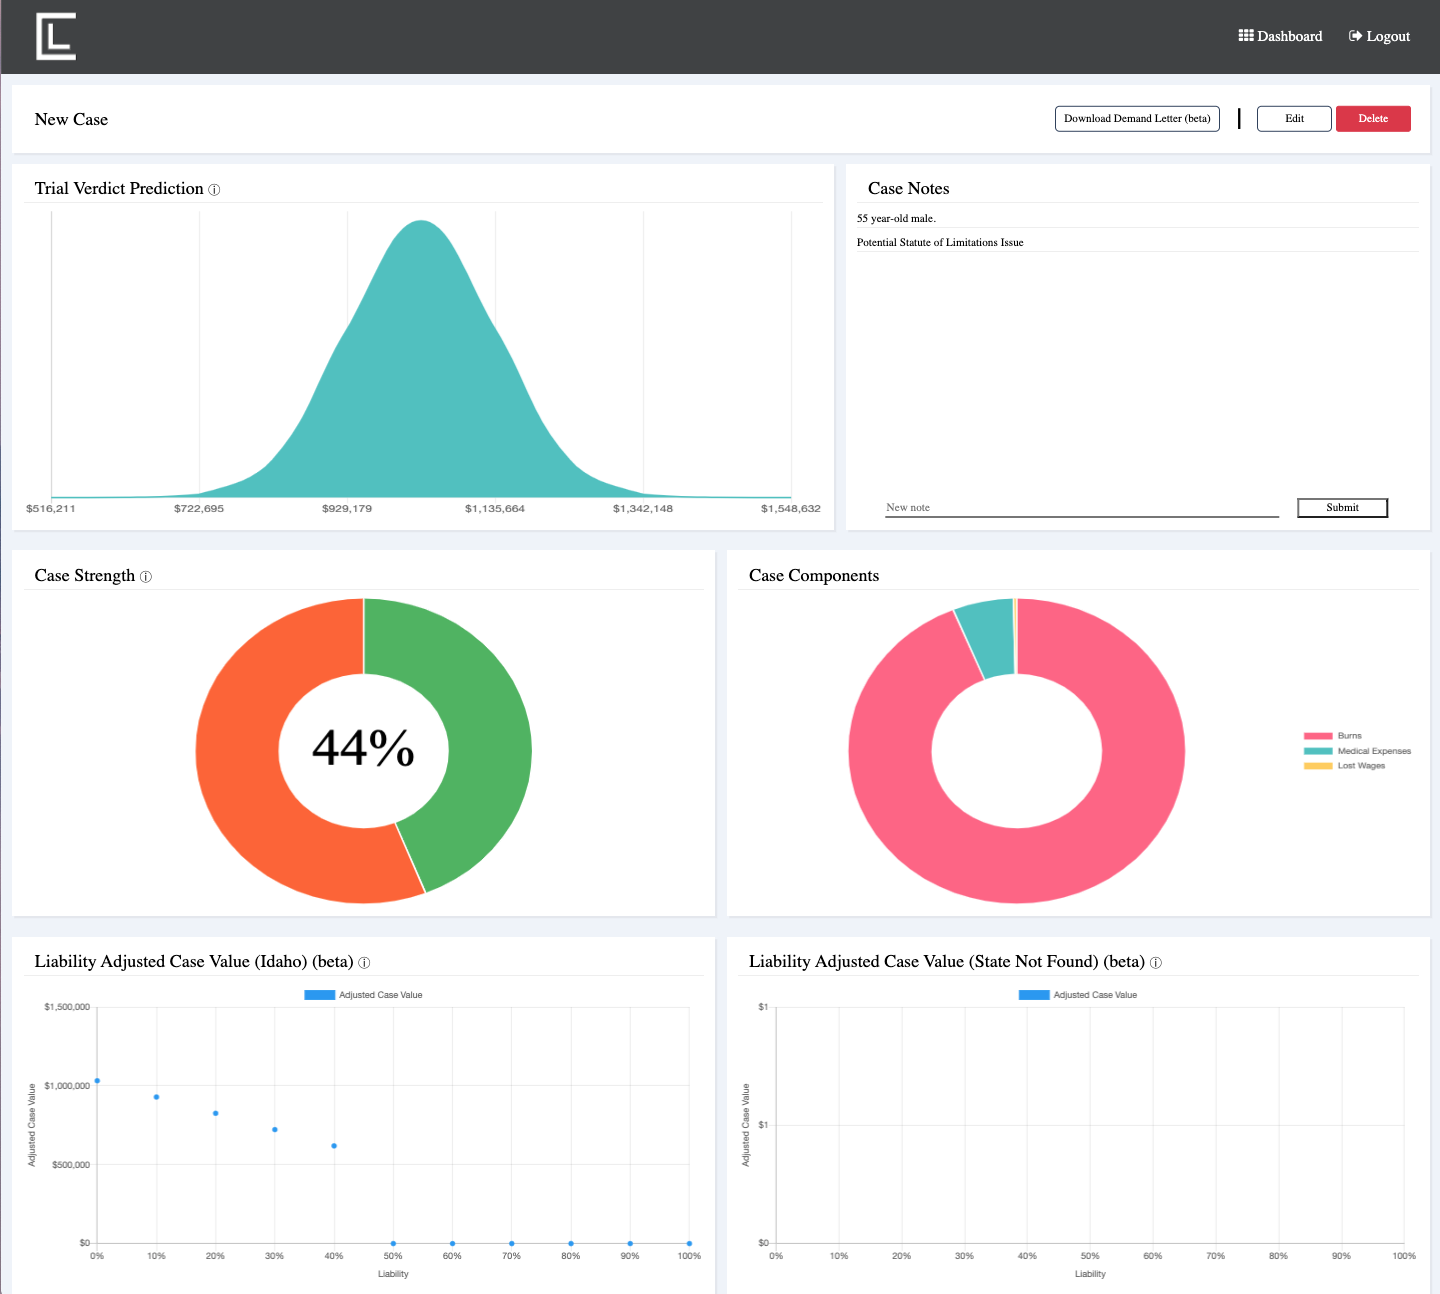 CL
Dashboard Logout
New Case
Download Demand Letter (beta) Edit Delete
Trial Verdict Prediction
$516,211 $722,695 $929,179 $1,135,664 $1,342,148 $1,548,632
Case Notes
55 year-old male.
Potential Statute of Limitations Issue
New note Submit
Case Strength
44%
Case Components
Burns
Medical Expenses
Lost Wages
Liability Adjusted Case Value (Idaho) (beta)
Adjusted Case Value
$1,500,000
$1,000,000
$500,000
$0
Adjusted Case Value
0% 10% 20% 30% 40% 50% 60% 70% 80% 90% 100%
Liability
Liability Adjusted Case Value (State Not Found) (beta)
Adjusted Case Value
$1
$1
$0
Adjusted Case Value
0% 10% 20% 30% 40% 50% 60% 70% 80% 90% 100%
Liability